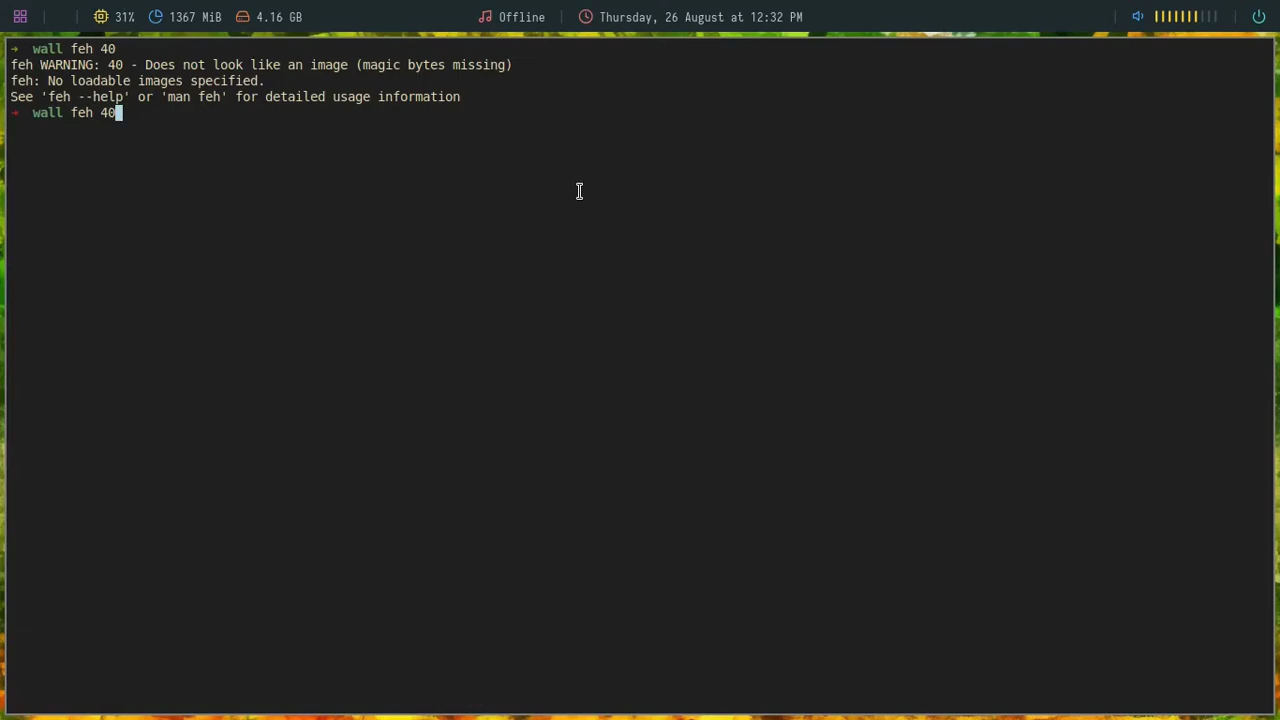 31% 1367 MiB 4.16 GB Offline Thursday, 26 August at 12:32 PM
→ wall feh 40
feh WARNING: 40 - Does not look like an image (magic bytes missing)
feh: No loadable images specified.
See 'feh --help' or 'man feh' for detailed usage information
→ wall feh 40